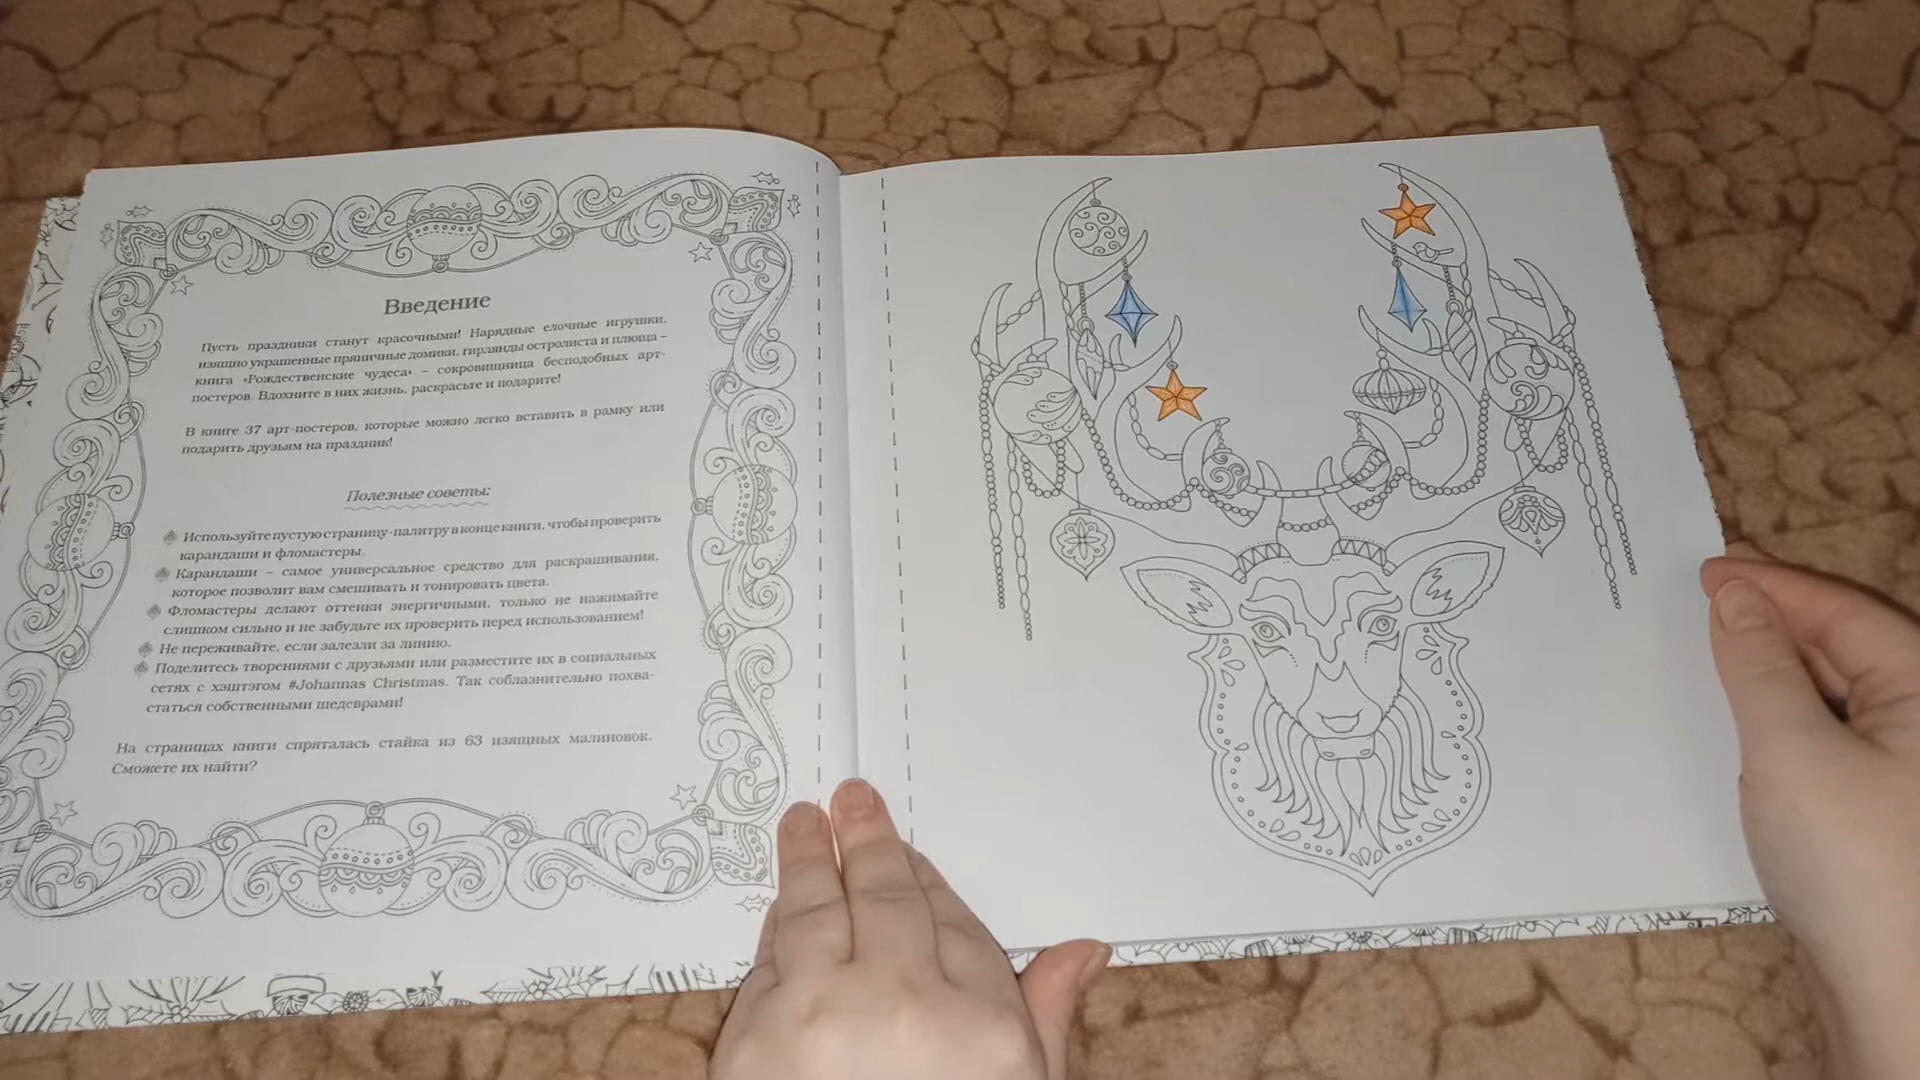 Введение
Пусть праздники станут красочными! Нарядные елочные игрушки,
изящно украшенные пряничные домики, гирлянды остролиста и плюща –
книга «Рождественские чудеса» – сокровищница бесподобных арт-
постеров. Вдохните в них жизнь, раскрасьте и подарите!
В книге 37 арт-постеров, которые можно легко вставить в рамку или
подарить друзьям на праздник!
Полезные советы:
Используйте пустую страницу-палитру в конце книги, чтобы проверить
карандаши и фломастеры.
Карандаши – самое универсальное средство для раскрашивания,
которое позволит вам смешивать и тонировать цвета.
Фломастеры делают оттенки энергичными, только не нажимайте
слишком сильно и не забудьте их проверить перед использованием!
Не переживайте, если залезли за линию.
Поделитесь творениями с друзьями или разместите их в социальных
сетях с хэштэгом #Johannas Christmas. Так соблазнительно похва-
статься собственными шедеврами!
На страницах книги спряталась стайка из 63 изящных малиновок.
Сможете их найти?